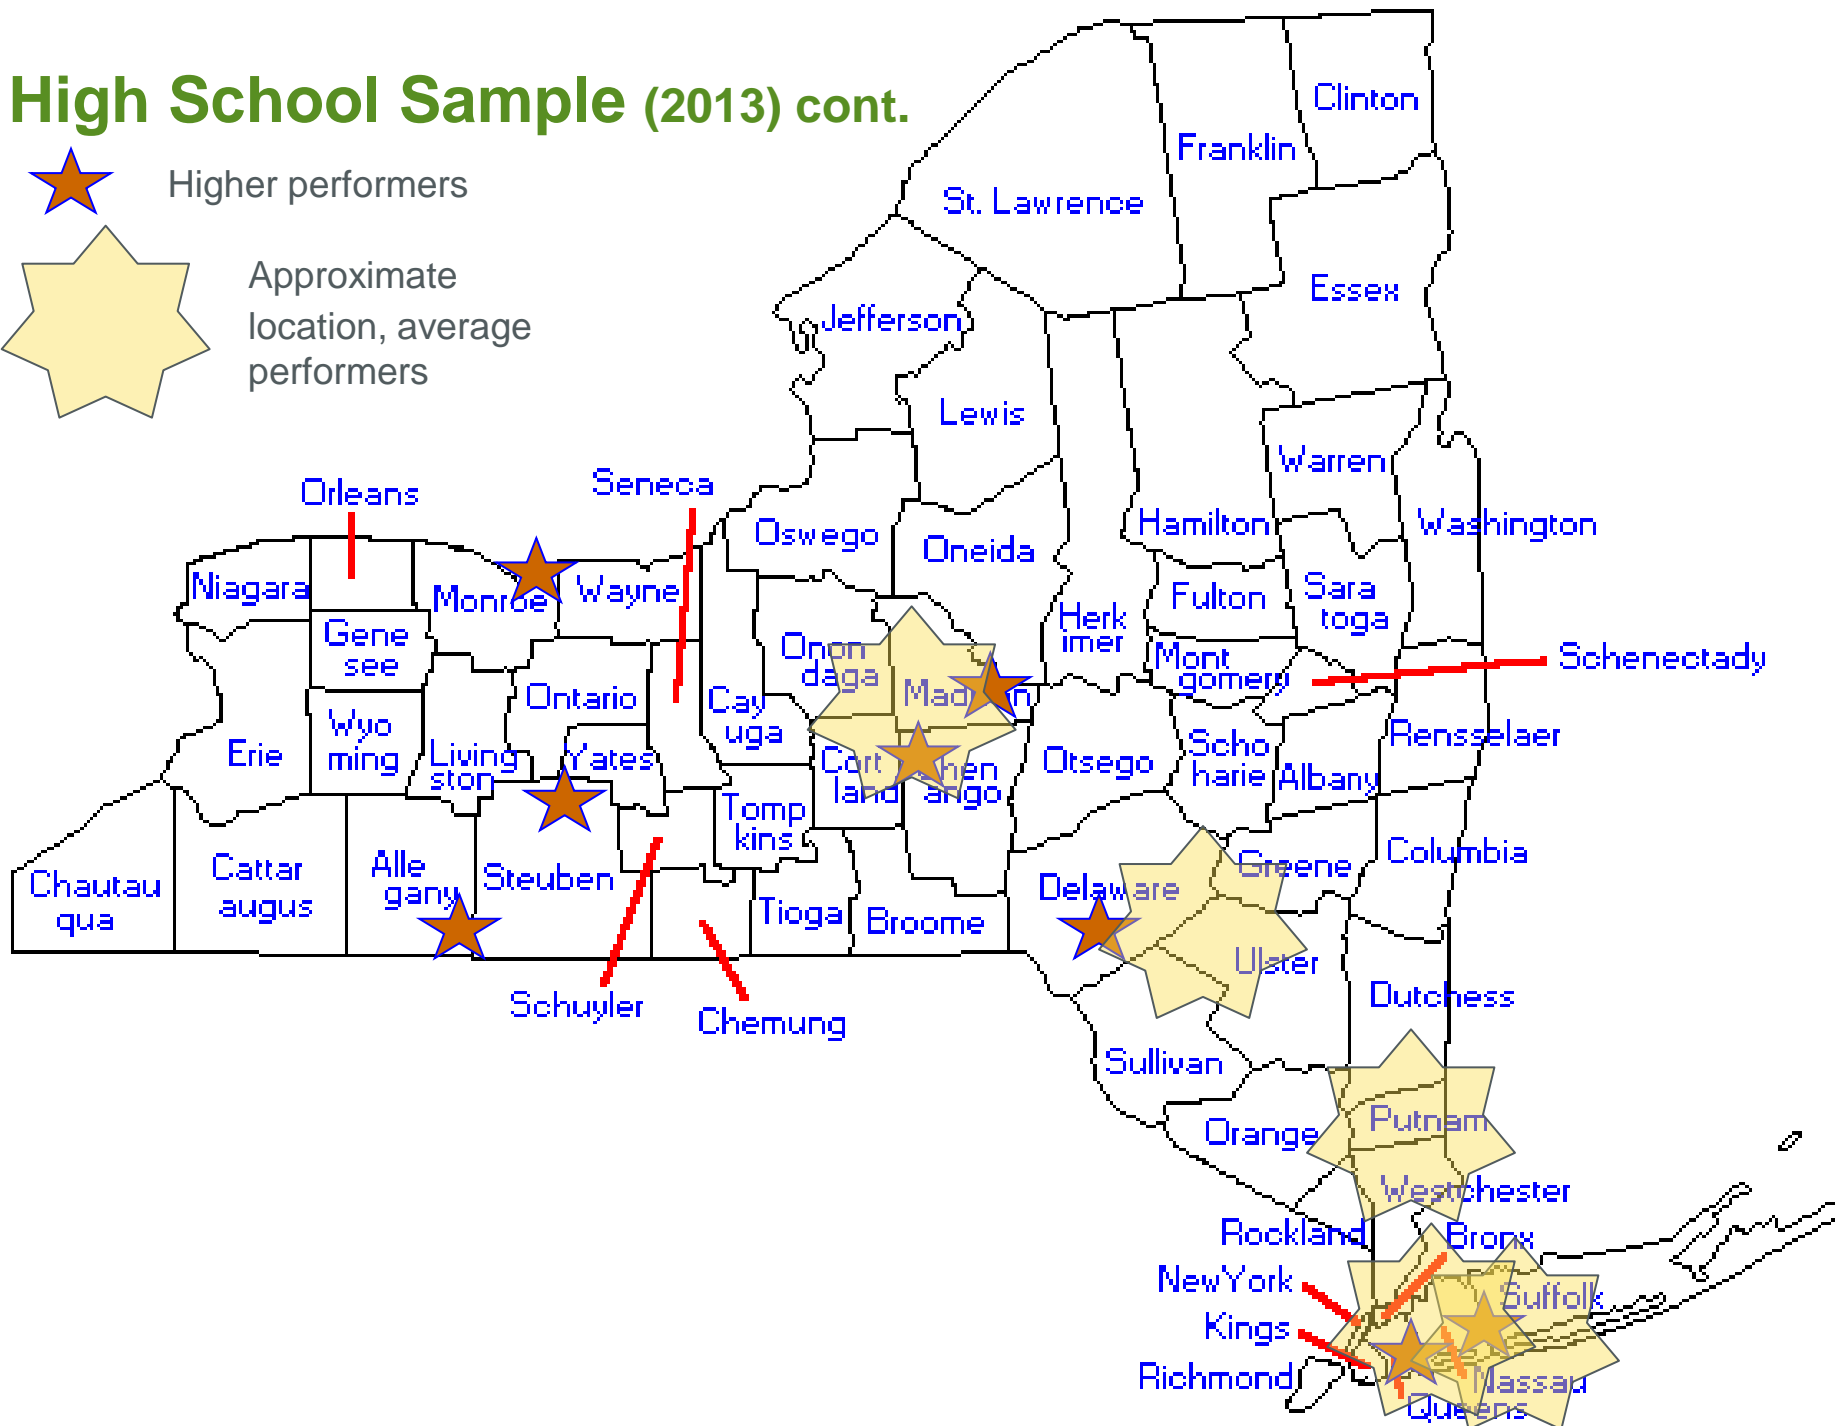 High School Sample (2013) cont.
Higher performers
Approximate
location, average
performers
Clinton
Franklin
St. Lawrence
Essex
Jefferson
Lewis
Warren
Orleans
Seneca
Oswego
Oneida
Hamilton
Washington
Niagara
Monroe
Wayne
Herk
imer
Fulton
Sara
toga
Gene
see
Onon
daga
Mont
gomery
Schenectady
Ontario
Cay
uga
Wyo
ming
Erie
Living
ston
Yates
Cort
land
Otsego
Scho
harie
Albany
Rensselaer
Tomp
kins
Chautau
qua
Cattar
augus
Alle
gany
Steuben
Tioga
Broome
Delaware
Greene
Columbia
Ulster
Schuyler
Chemung
Dutchess
Sullivan
Orange
Putnam
Westchester
Rockland
Bronx
NewYork
Suffolk
Kings
Richmond
Nassau
Queens